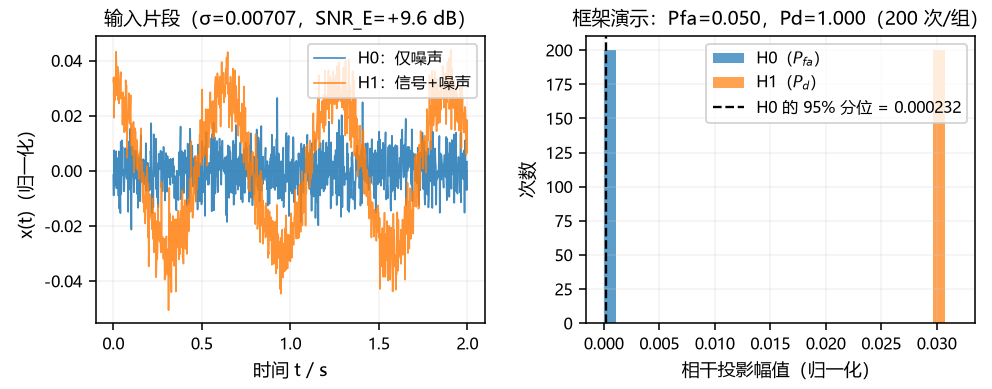 输入片段（σ=0.00707，SNR_E=+9.6 dB）
H0：仅噪声
H1：信号+噪声
0.04
0.02
0.00
-0.02
-0.04
x(t)（归一化）
0.0
0.5
1.0
1.5
2.0
时间 t / s
框架演示：Pfa=0.050，Pd=1.000（200 次/组）
H0（Pfa）
H1（Pd）
H0 的 95% 分位 = 0.000232
200
175
150
125
100
75
50
25
0
次数
0.000
0.005
0.010
0.015
0.020
0.025
0.030
相干投影幅值（归一化）